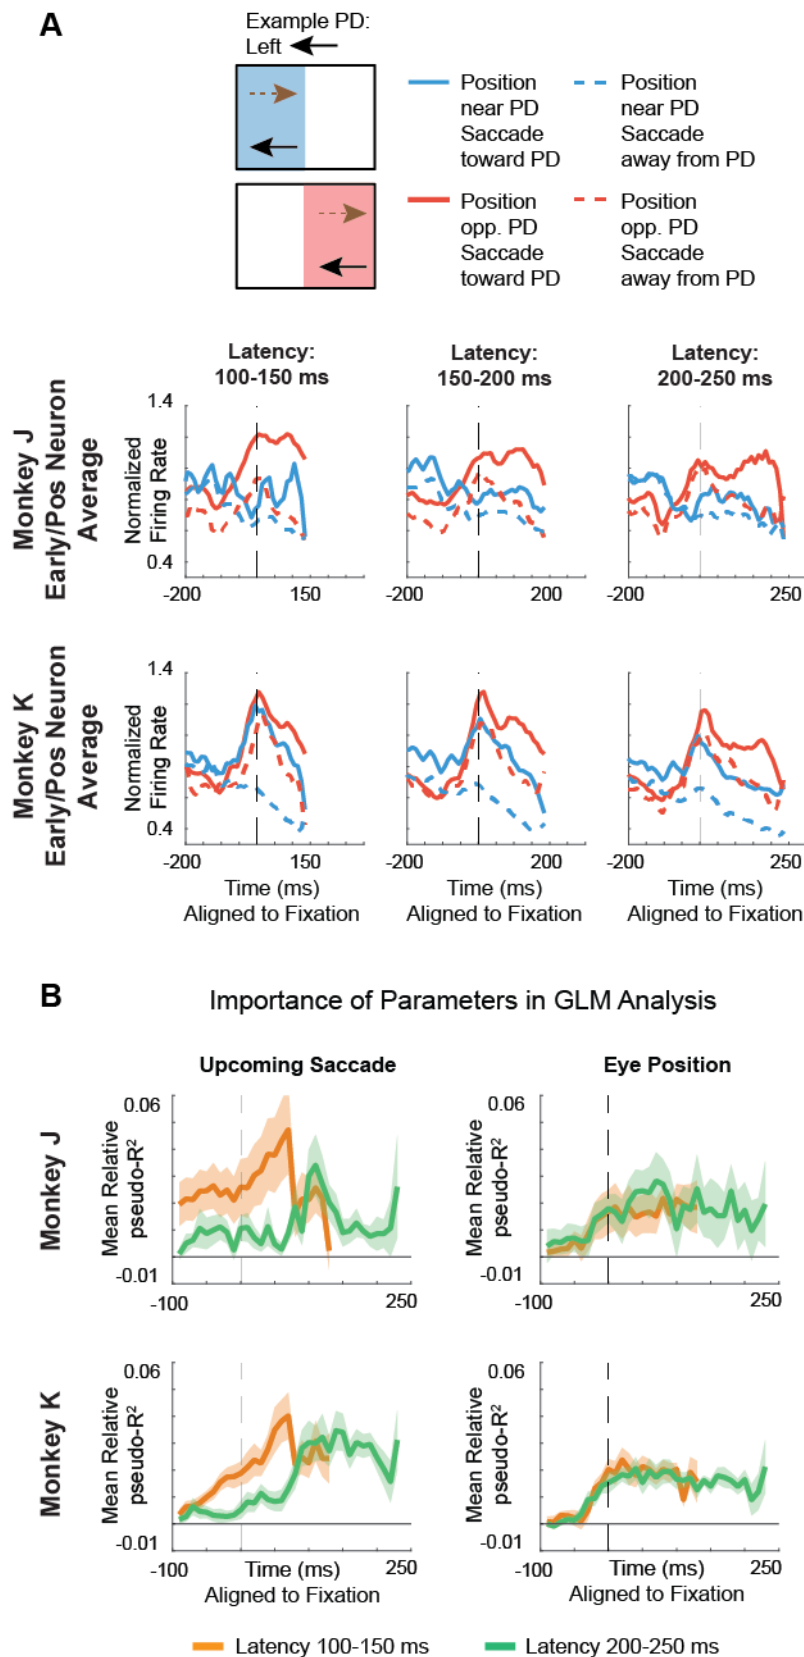 A
Example PD:
Left
Position near PD Saccade toward PD
Position near PD Saccade away from PD
Position opp. PD Saccade toward PD
Position opp. PD Saccade away from PD
Latency:
100-150 ms
Latency:
150-200 ms
Latency:
200-250 ms
Monkey J
Early/Pos Neuron
Average
Normalized
Firing Rate
1.4
0.4
-200
150
-200
200
-200
250
Monkey K
Early/Pos Neuron
Average
Normalized
Firing Rate
1.4
0.4
-200
150
-200
200
-200
250
Time (ms)
Aligned to Fixation
Time (ms)
Aligned to Fixation
Time (ms)
Aligned to Fixation
B
Importance of Parameters in GLM Analysis
Upcoming Saccade
Eye Position
Monkey J
Mean Relative
pseudo-R²
0.06
-0.01
-100
250
Mean Relative
pseudo-R²
0.06
-0.01
-100
250
Monkey K
Mean Relative
pseudo-R²
0.06
-0.01
-100
250
Time (ms)
Aligned to Fixation
Mean Relative
pseudo-R²
0.06
-0.01
-100
250
Time (ms)
Aligned to Fixation
Latency 100-150 ms
Latency 200-250 ms